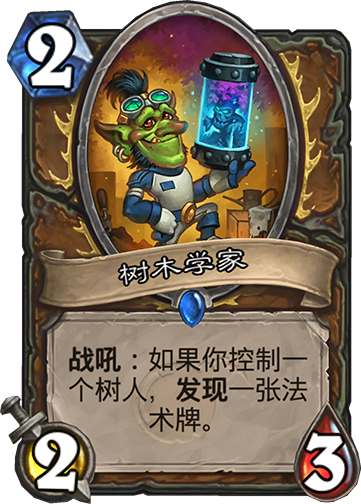 2
树木学家
战吼：如果你控制一
个树人，发现一张法
术牌。
2
3